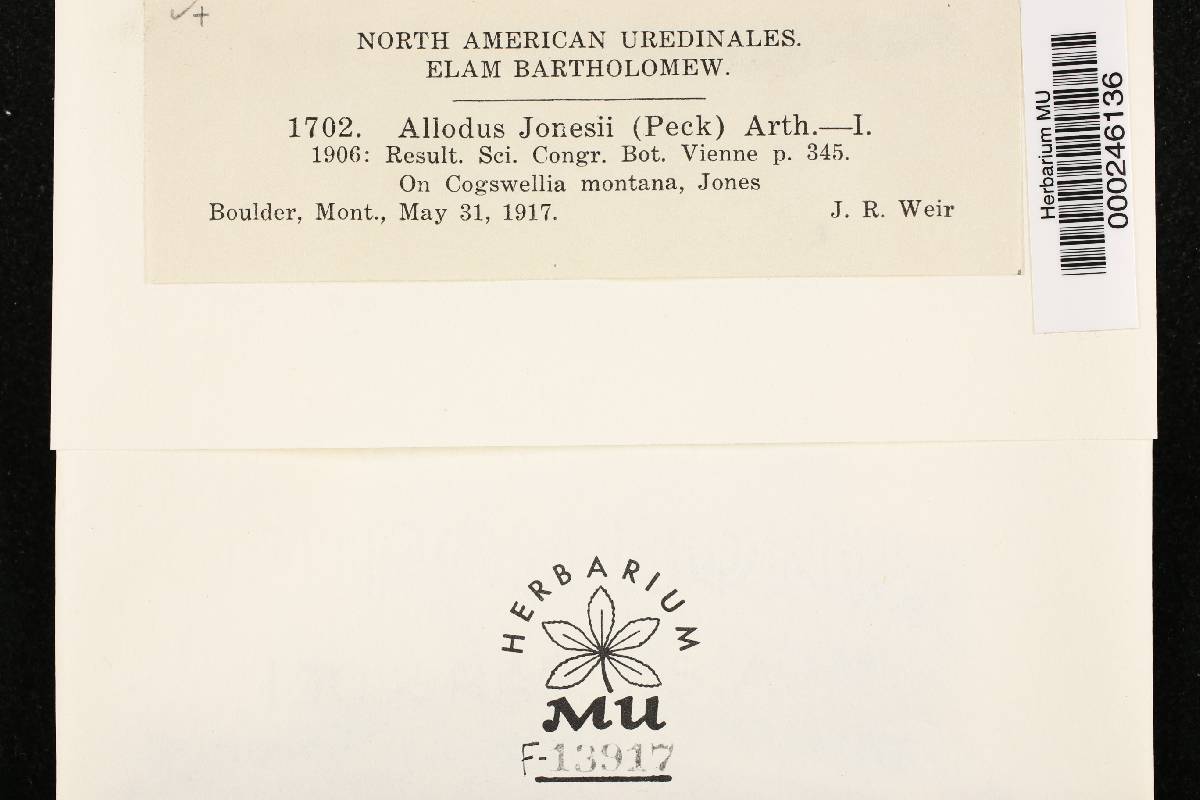 NORTH AMERICAN UREDINALES.
ELAM BARTHOLOMEW.
1702. Allodus Jonesii (Peck) Arth.—I.
1906: Result. Sci. Congr. Bot. Vienne p. 345.
On Cogswellia montana, Jones
Boulder, Mont., May 31, 1917. J. R. Weir
Herbarium MU
000246136
HERBARIUM
MU
F-13917